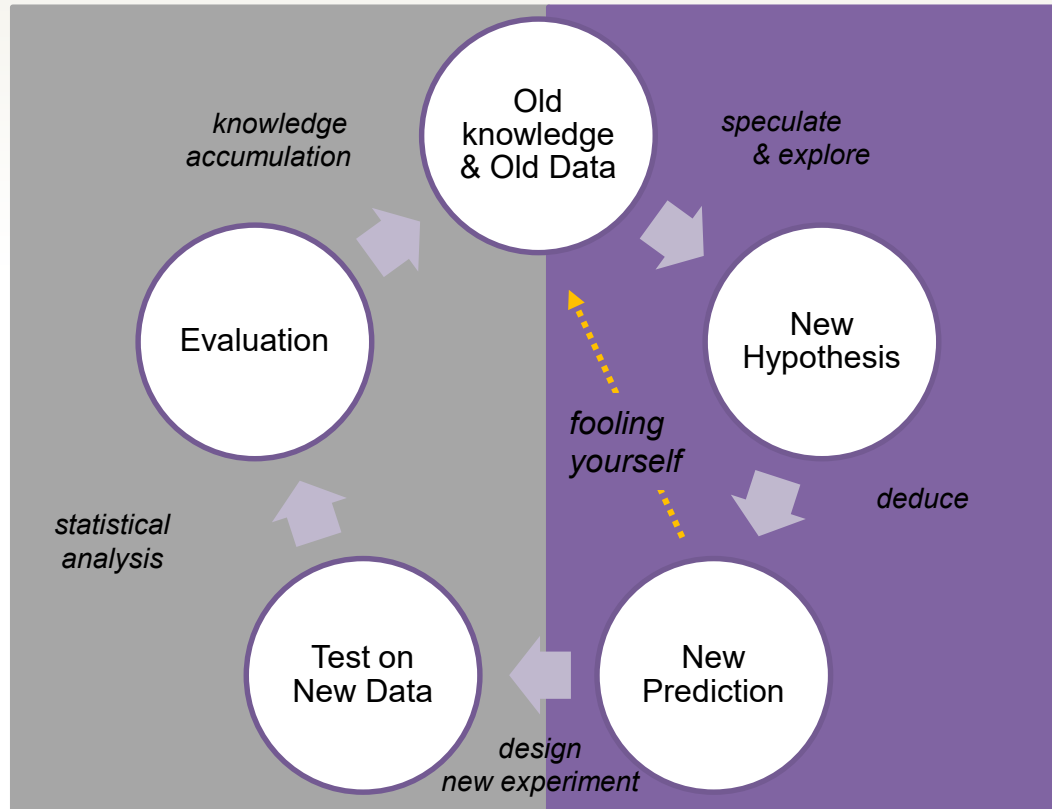 Old
knowledge
& Old Data
speculate
& explore
New
Hypothesis
deduce
New
Prediction
design
new experiment
Test on
New Data
statistical
analysis
Evaluation
knowledge
accumulation
fooling
yourself